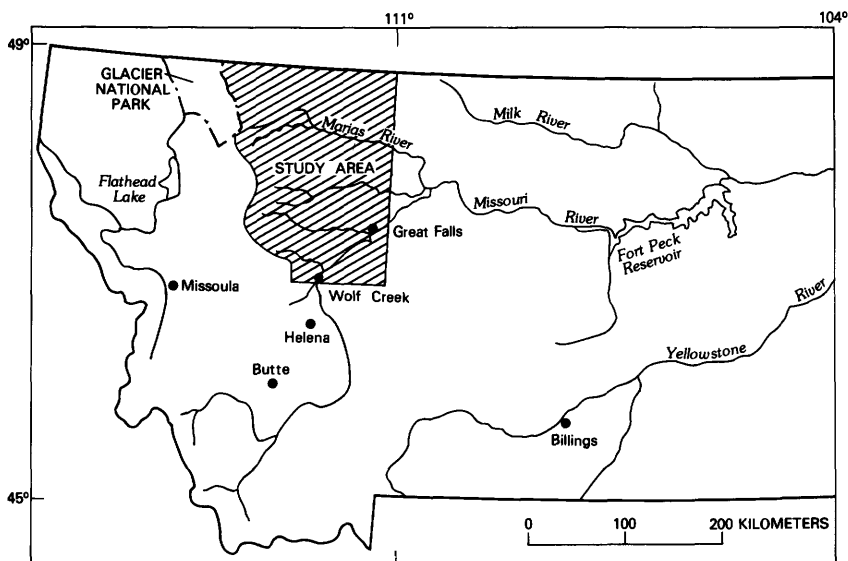 111°
104°
49°
GLACIER
NATIONAL
PARK
Marias River
Milk River
STUDY AREA
Flathead
Lake
Missouri
River
Great Falls
Fort Peck
Reservoir
Missoula
Wolf Creek
River
Helena
Yellowstone
Butte
Billings
45°
0 100 200 KILOMETERS